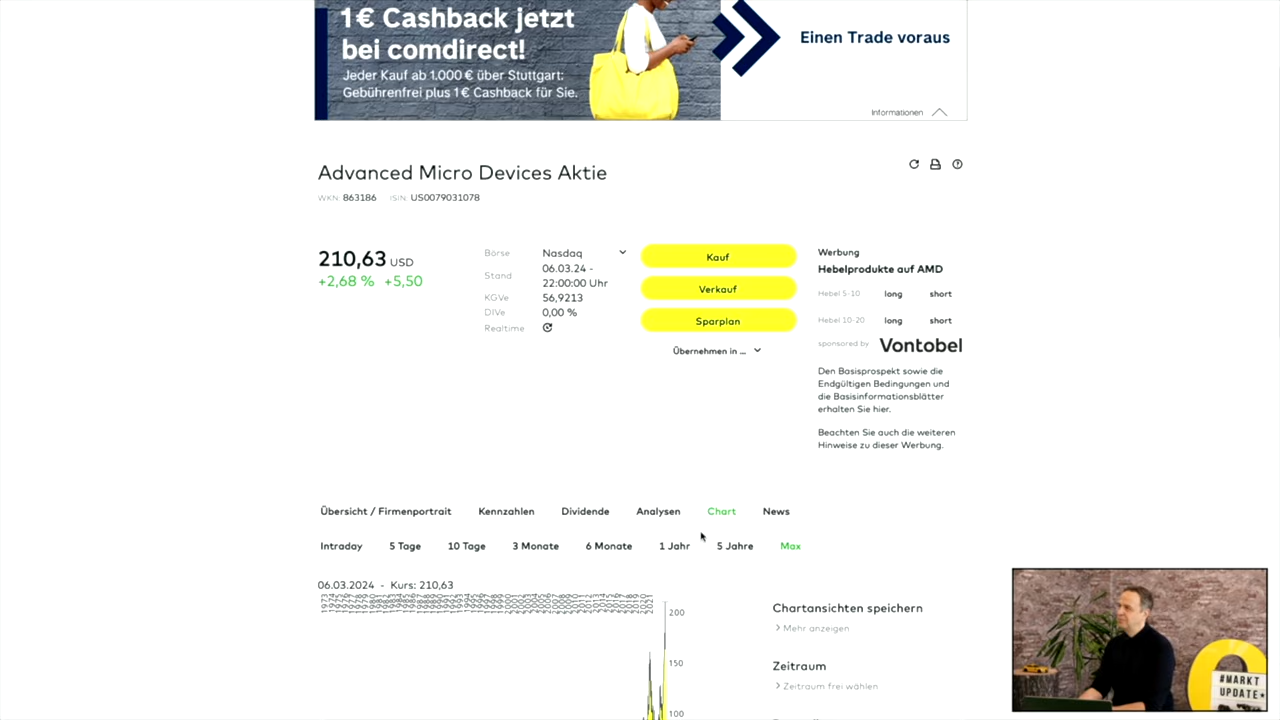 1€ Cashback jetzt
bei comdirect!
Jeder Kauf ab 1.000 € über Stuttgart:
Gebührenfrei plus 1€ Cashback für Sie.
Einen Trade voraus
Informationen
Advanced Micro Devices Aktie
WKN: 863186 ISIN: US0079031078
210,63 USD
+2,68 % +5,50
Börse Nasdaq
Stand 06.03.24 -
22:00:00 Uhr
KGVe 56,9213
DIVe 0,00 %
Realtime
Kauf
Verkauf
Sparplan
Übernehmen in ...
Werbung
Hebelprodukte auf AMD
Hebel 5-10 long short
Hebel 10-20 long short
sponsored by Vontobel
Den Basisprospekt sowie die
Endgültigen Bedingungen und
die Basisinformationsblätter
erhalten Sie hier.
Beachten Sie auch die weiteren
Hinweise zu dieser Werbung.
Übersicht / Firmenportrait Kennzahlen Dividende Analysen Chart News
Intraday 5 Tage 10 Tage 3 Monate 6 Monate 1 Jahr 5 Jahre Max
06.03.2024 - Kurs: 210,63
200
150
100
Chartansichten speichern
Mehr anzeigen
Zeitraum
Zeitraum frei wählen
#MARKT
UPDATE